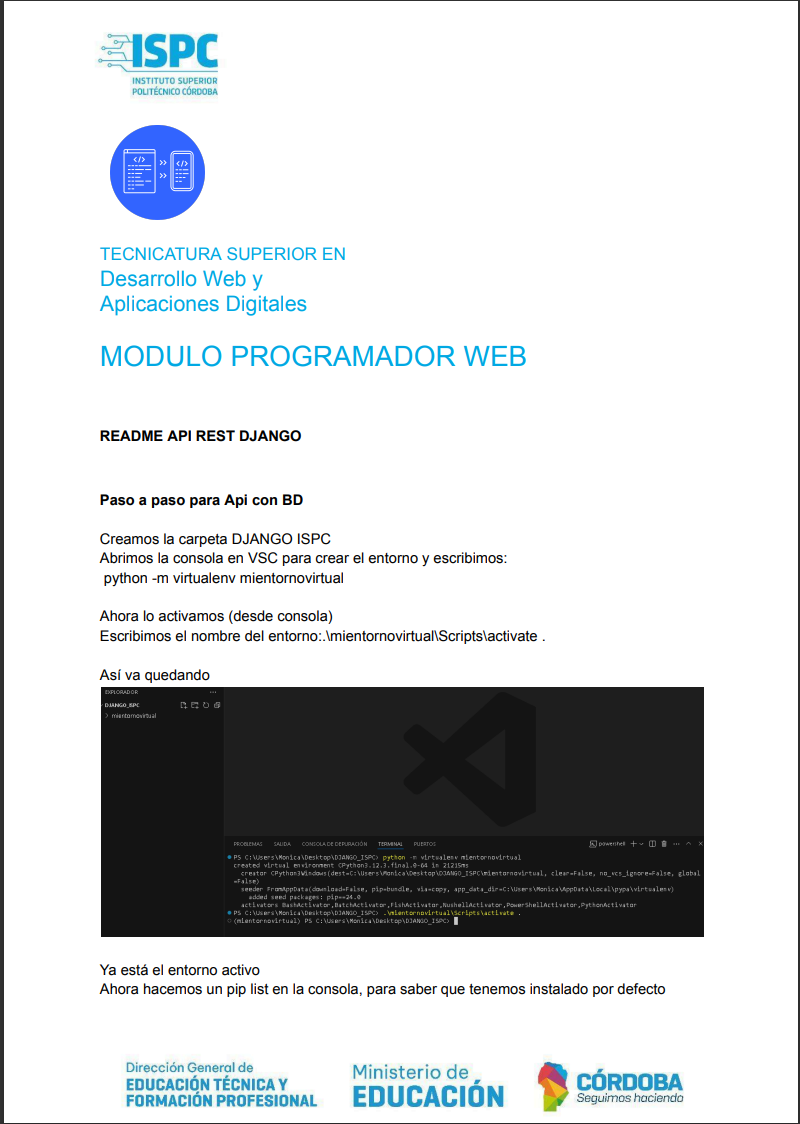 ISPC
INSTITUTO SUPERIOR
POLITÉCNICO CÓRDOBA
</>
</>
TECNICATURA SUPERIOR EN
Desarrollo Web y
Aplicaciones Digitales
MODULO PROGRAMADOR WEB
README API REST DJANGO
Paso a paso para Api con BD
Creamos la carpeta DJANGO ISPC
Abrimos la consola en VSC para crear el entorno y escribimos:
python -m virtualenv mientornovirtual
Ahora lo activamos (desde consola)
Escribimos el nombre del entorno:.\mientornovirtual\Scripts\activate .
Así va quedando
EXPLORADOR
DJANGO_ISPC
mientornovirtual
PROBLEMAS SALIDA CONSOLA DE DEPURACIÓN TERMINAL PUERTOS
powershell
PS C:\Users\Monica\Desktop\DJANGO_ISPC> python -m virtualenv mientornovirtual
created virtual environment CPython3.12.3.final.0-64 in 21215ms
creator CPython3Windows(dest=C:\Users\Monica\Desktop\DJANGO_ISPC\mientornovirtual, clear=False, no_vcs_ignore=False, global
=False)
seeder FromAppData(download=False, pip=bundle, via=copy, app_data_dir=C:\Users\Monica\AppData\Local\pypa\virtualenv)
added seed packages: pip==24.0
activators BashActivator,BatchActivator,FishActivator,NushellActivator,PowerShellActivator,PythonActivator
PS C:\Users\Monica\Desktop\DJANGO_ISPC> .\mientornovirtual\Scripts\activate .
(mientornovirtual) PS C:\Users\Monica\Desktop\DJANGO_ISPC>
Ya está el entorno activo
Ahora hacemos un pip list en la consola, para saber que tenemos instalado por defecto
Dirección General de
EDUCACIÓN TÉCNICA Y
FORMACIÓN PROFESIONAL
Ministerio de
EDUCACIÓN
CÓRDOBA
Seguimos haciendo